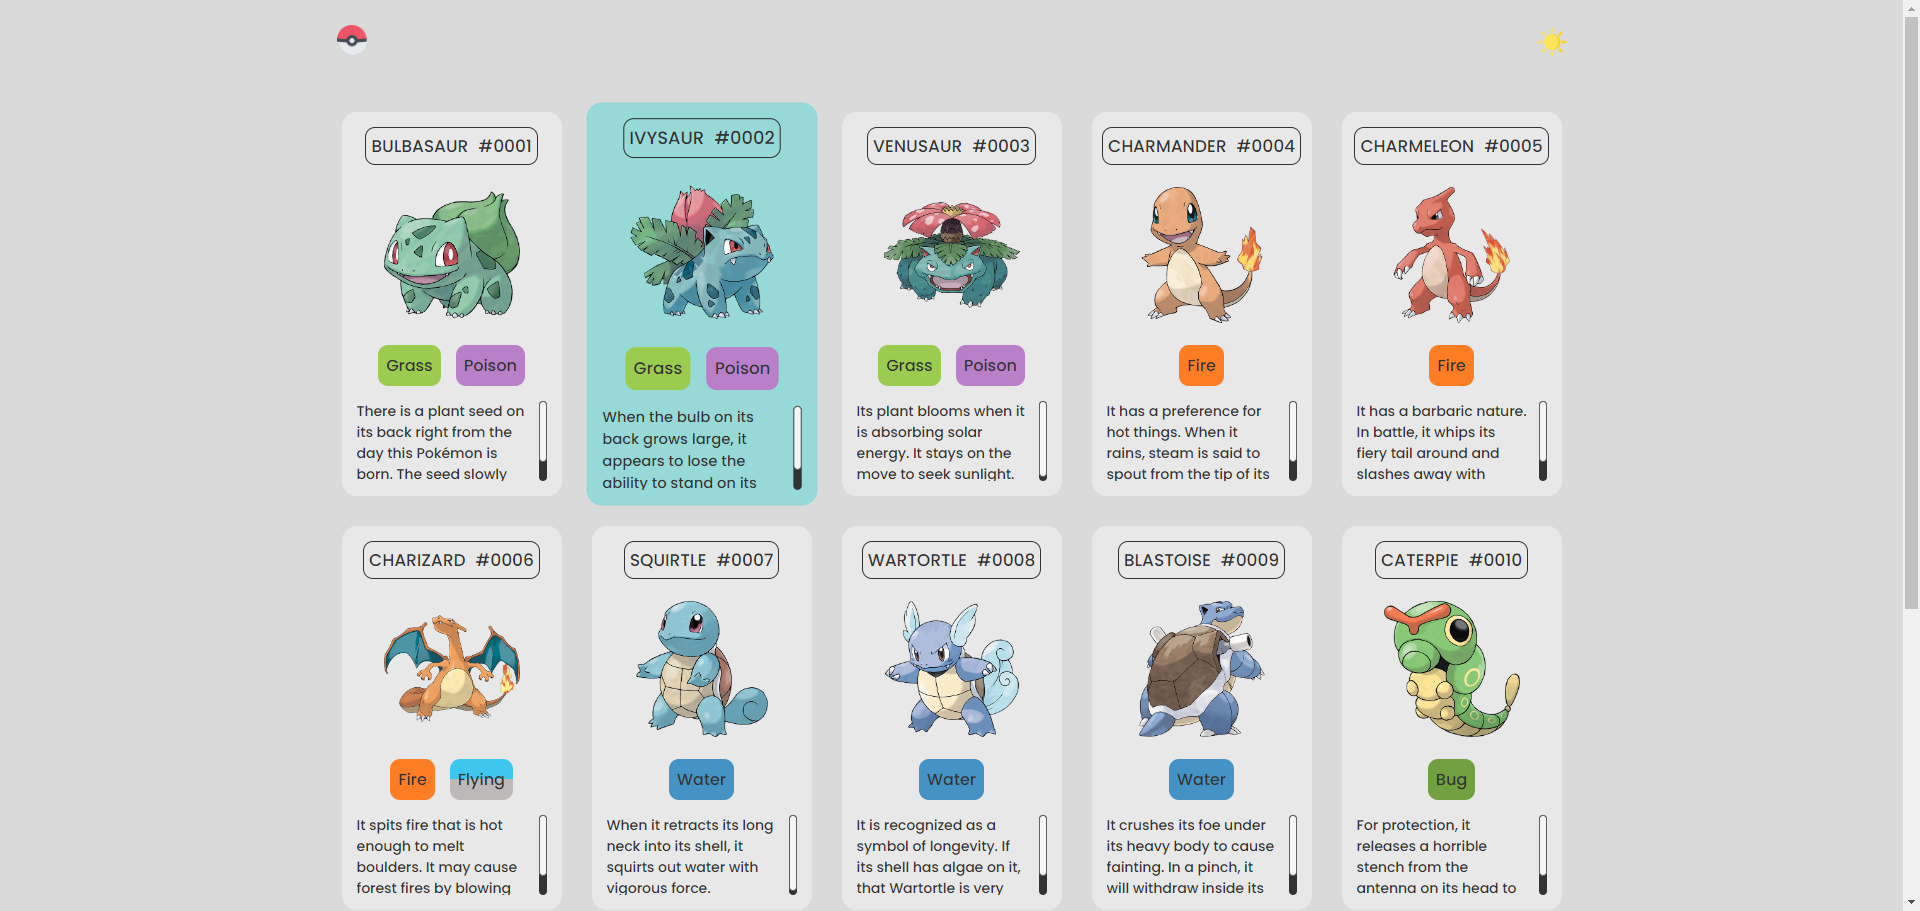 BULBASAUR #0001
Grass Poison
There is a plant seed on
its back right from the
day this Pokémon is
born. The seed slowly
IVYSAUR #0002
Grass Poison
When the bulb on its
back grows large, it
appears to lose the
ability to stand on its
VENUSAUR #0003
Grass Poison
Its plant blooms when it
is absorbing solar
energy. It stays on the
move to seek sunlight.
CHARMANDER #0004
Fire
It has a preference for
hot things. When it
rains, steam is said to
spout from the tip of its
CHARMELEON #0005
Fire
It has a barbaric nature.
In battle, it whips its
fiery tail around and
slashes away with
CHARIZARD #0006
Fire Flying
It spits fire that is hot
enough to melt
boulders. It may cause
forest fires by blowing
SQUIRTLE #0007
Water
When it retracts its long
neck into its shell, it
squirts out water with
vigorous force.
WARTORTLE #0008
Water
It is recognized as a
symbol of longevity. If
its shell has algae on it,
that Wartortle is very
BLASTOISE #0009
Water
It crushes its foe under
its heavy body to cause
fainting. In a pinch, it
will withdraw inside its
CATERPIE #0010
Bug
For protection, it
releases a horrible
stench from the
antenna on its head to